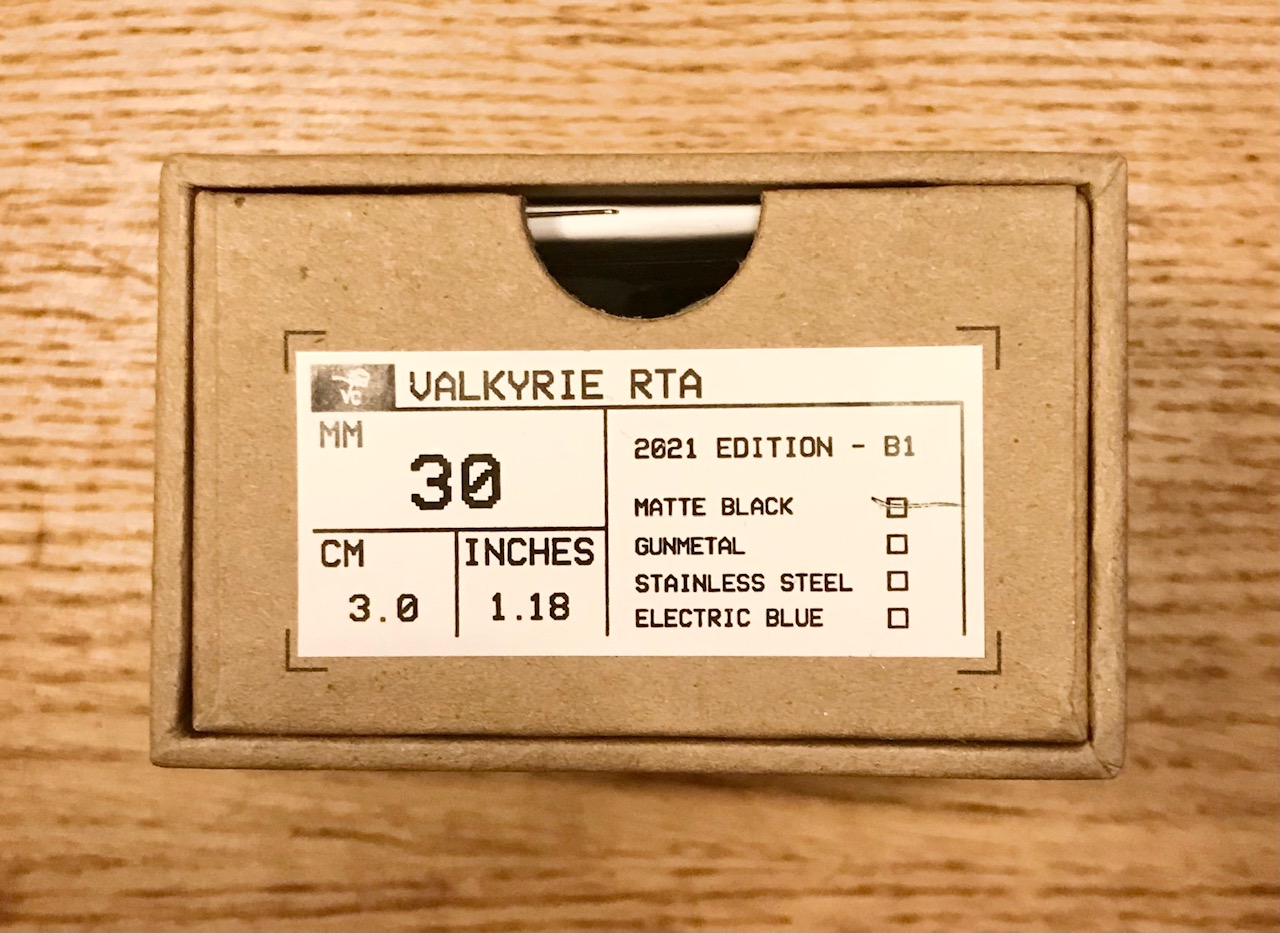 VC
VALKYRIE RTA
MM
30
CM
3.0
INCHES
1.18
2021 EDITION - B1
MATTE BLACK
GUNMETAL
STAINLESS STEEL
ELECTRIC BLUE